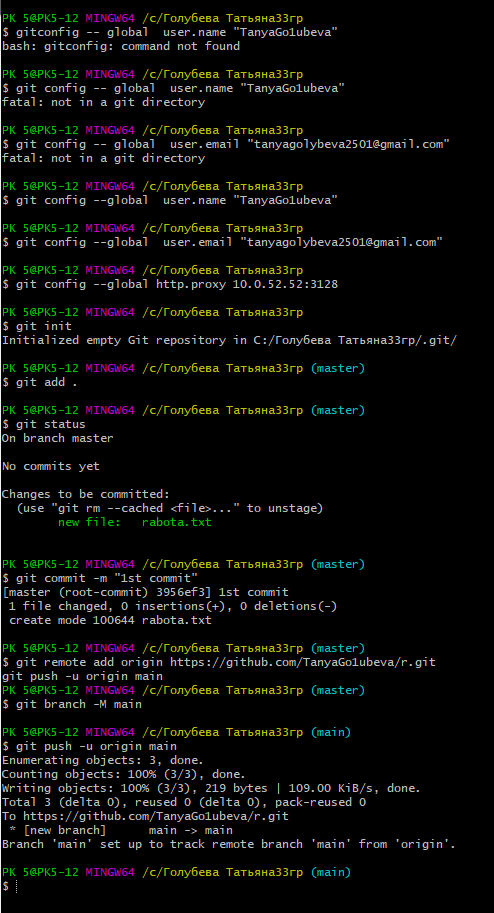 PK 5@PK5-12 MINGW64 /c/Голубева Татьяна33гр
$ gitconfig -- global  user.name "TanyaGo1ubeva"
bash: gitconfig: command not found
PK 5@PK5-12 MINGW64 /c/Голубева Татьяна33гр
$ git config -- global  user.name "TanyaGo1ubeva"
fatal: not in a git directory
PK 5@PK5-12 MINGW64 /c/Голубева Татьяна33гр
$ git config -- global  user.email "tanyagolybeva2501@gmail.com"
fatal: not in a git directory
PK 5@PK5-12 MINGW64 /c/Голубева Татьяна33гр
$ git config --global  user.name "TanyaGo1ubeva"
PK 5@PK5-12 MINGW64 /c/Голубева Татьяна33гр
$ git config --global  user.email "tanyagolybeva2501@gmail.com"
PK 5@PK5-12 MINGW64 /c/Голубева Татьяна33гр
$ git config --global http.proxy 10.0.52.52:3128
PK 5@PK5-12 MINGW64 /c/Голубева Татьяна33гр
$ git init
Initialized empty Git repository in C:/Голубева Татьяна33гр/.git/
PK 5@PK5-12 MINGW64 /c/Голубева Татьяна33гр (master)
$ git add .
PK 5@PK5-12 MINGW64 /c/Голубева Татьяна33гр (master)
$ git status
On branch master
No commits yet
Changes to be committed:
  (use "git rm --cached <file>..." to unstage)
        new file:   rabota.txt
PK 5@PK5-12 MINGW64 /c/Голубева Татьяна33гр (master)
$ git commit -m "1st commit"
[master (root-commit) 3956ef3] 1st commit
 1 file changed, 0 insertions(+), 0 deletions(-)
 create mode 100644 rabota.txt
PK 5@PK5-12 MINGW64 /c/Голубева Татьяна33гр (master)
$ git remote add origin https://github.com/TanyaGo1ubeva/r.git
git push -u origin main
PK 5@PK5-12 MINGW64 /c/Голубева Татьяна33гр (master)
$ git branch -M main
PK 5@PK5-12 MINGW64 /c/Голубева Татьяна33гр (main)
$ git push -u origin main
Enumerating objects: 3, done.
Counting objects: 100% (3/3), done.
Writing objects: 100% (3/3), 219 bytes | 109.00 KiB/s, done.
Total 3 (delta 0), reused 0 (delta 0), pack-reused 0
To https://github.com/TanyaGo1ubeva/r.git
 * [new branch]      main -> main
Branch 'main' set up to track remote branch 'main' from 'origin'.
PK 5@PK5-12 MINGW64 /c/Голубева Татьяна33гр (main)
$